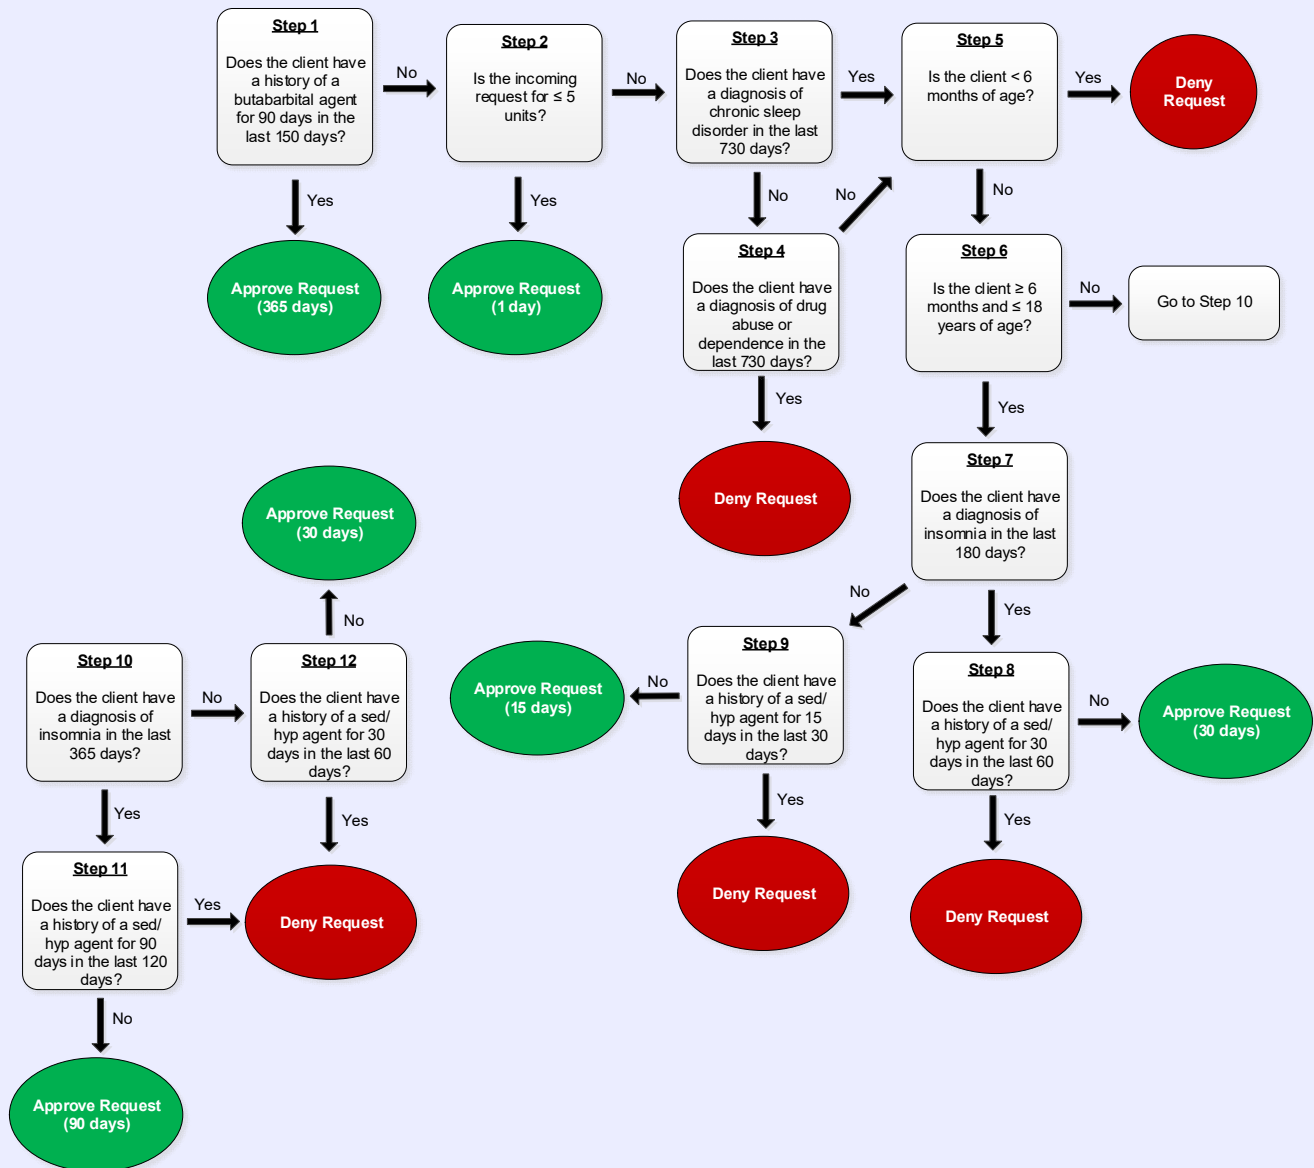 Step 1
Does the client have
a history of a
butabarbital agent
for 90 days in the
last 150 days?
No
Yes
Approve Request
(365 days)
Step 2
Is the incoming
request for ≤ 5
units?
No
Yes
Approve Request
(1 day)
Step 3
Does the client have
a diagnosis of
chronic sleep
disorder in the last
730 days?
Yes
No
Step 4
Does the client have
a diagnosis of drug
abuse or
dependence in the
last 730 days?
No
Yes
Deny Request
Step 5
Is the client < 6
months of age?
Yes
Deny
Request
No
Step 6
Is the client ≥ 6
months and ≤ 18
years of age?
No
Go to Step 10
Yes
Step 7
Does the client have
a diagnosis of
insomnia in the last
180 days?
No
Yes
Step 8
Does the client have
a history of a sed/
hyp agent for 30
days in the last 60
days?
No
Approve Request
(30 days)
Yes
Deny Request
Step 9
Does the client have
a history of a sed/
hyp agent for 15
days in the last 30
days?
No
Approve Request
(15 days)
Yes
Deny Request
Step 10
Does the client have
a diagnosis of
insomnia in the last
365 days?
No
Yes
Step 11
Does the client have
a history of a sed/
hyp agent for 90
days in the last 120
days?
Yes
No
Approve Request
(90 days)
Step 12
Does the client have
a history of a sed/
hyp agent for 30
days in the last 60
days?
No
Approve Request
(30 days)
Yes
Deny Request